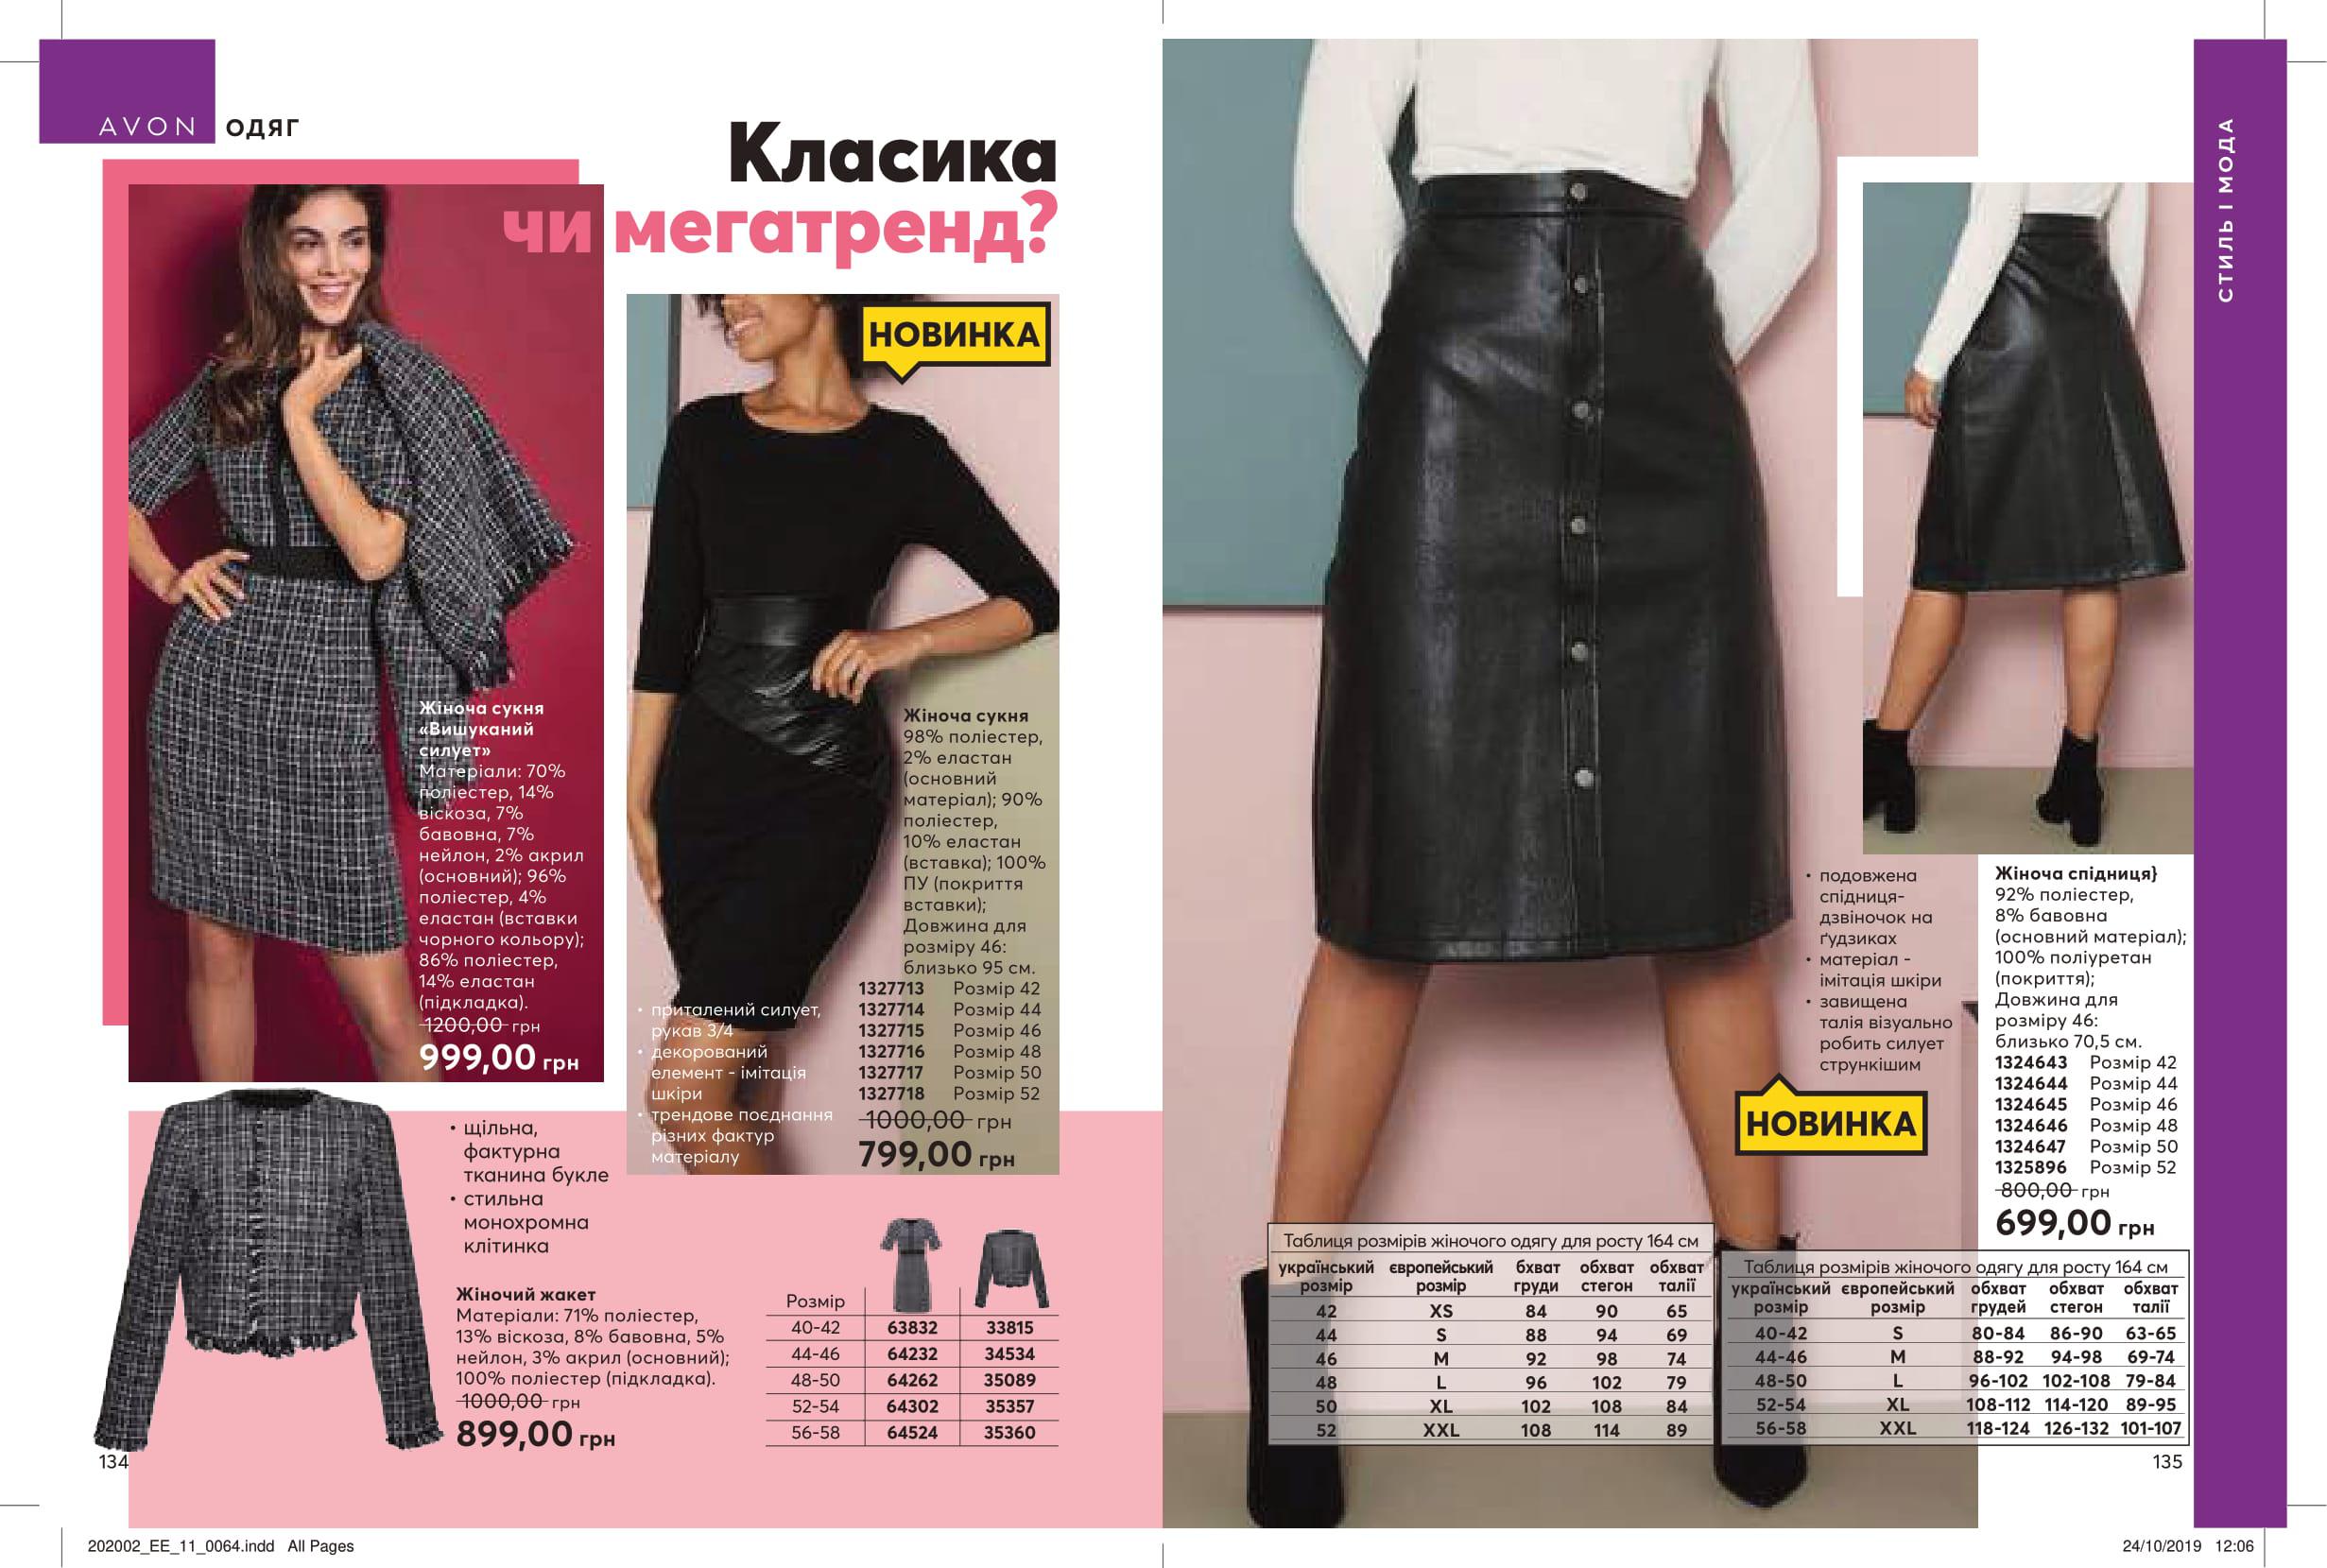 AVON ОДЯГ
Класика
чи мегатренд?
НОВИНКА
Жіноча сукня
«Вишуканий
силует»
Матеріали: 70%
поліестер, 14%
віскоза, 7%
бавовна, 7%
нейлон, 2% акрил
(основний); 96%
поліестер, 4%
еластан (вставки
чорного кольору);
86% поліестер,
14% еластан
(підкладка).
1200,00 грн
999,00 грн
Жіноча сукня
98% поліестер,
2% еластан
(основний
матеріал); 90%
поліестер,
10% еластан
(вставка); 100%
ПУ (покриття
вставки);
Довжина для
розміру 46:
близько 95 см.
1327713 Розмір 42
1327714 Розмір 44
1327715 Розмір 46
1327716 Розмір 48
1327717 Розмір 50
1327718 Розмір 52
1000,00 грн
799,00 грн
• приталений силует,
рукав 3/4
• декорований
елемент - імітація
шкіри
• трендове поєднання
різних фактур
матеріалу
• щільна,
фактурна
тканина букле
• стильна
монохромна
клітинка
Жіночий жакет
Матеріали: 71% поліестер,
13% віскоза, 8% бавовна, 5%
нейлон, 3% акрил (основний);
100% поліестер (підкладка).
1000,00 грн
899,00 грн
Розмір
40-42 63832 33815
44-46 64232 34534
48-50 64262 35089
52-54 64302 35357
56-58 64524 35360
134
СТИЛЬ І МОДА
• подовжена
спідниця-
дзвіночок на
ґудзиках
• матеріал -
імітація шкіри
• завищена
талія візуально
робить силует
стрункішим
НОВИНКА
Жіноча спідниця}
92% поліестер,
8% бавовна
(основний матеріал);
100% поліуретан
(покриття);
Довжина для
розміру 46:
близько 70,5 см.
1324643 Розмір 42
1324644 Розмір 44
1324645 Розмір 46
1324646 Розмір 48
1324647 Розмір 50
1325896 Розмір 52
800,00 грн
699,00 грн
Таблиця розмірів жіночого одягу для росту 164 см
український європейський бхват обхват обхват
розмір розмір груди стегон талії
42 XS 84 90 65
44 S 88 94 69
46 M 92 98 74
48 L 96 102 79
50 XL 102 108 84
52 XXL 108 114 89
Таблиця розмірів жіночого одягу для росту 164 см
український європейський обхват обхват обхват
розмір розмір грудей стегон талії
40-42 S 80-84 86-90 63-65
44-46 M 88-92 94-98 69-74
48-50 L 96-102 102-108 79-84
52-54 XL 108-112 114-120 89-95
56-58 XXL 118-124 126-132 101-107
135
202002_EE_11_0064.indd All Pages
24/10/2019 12:06